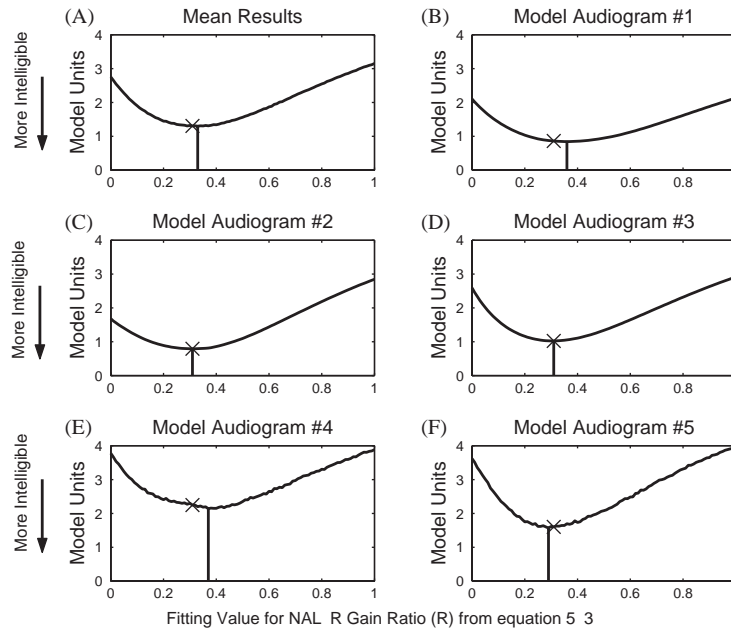 (A) Mean Results
(B) Model Audiogram #1
More Intelligible
Model Units
4
3
2
1
0
0 0.2 0.4 0.6 0.8 1
Model Units
4
3
2
1
0
0 0.2 0.4 0.6 0.8
(C) Model Audiogram #2
(D) Model Audiogram #3
More Intelligible
Model Units
4
3
2
1
0
0 0.2 0.4 0.6 0.8 1
Model Units
4
3
2
1
0
0 0.2 0.4 0.6 0.8
(E) Model Audiogram #4
(F) Model Audiogram #5
More Intelligible
Model Units
4
3
2
1
0
0 0.2 0.4 0.6 0.8 1
Model Units
4
3
2
1
0
0 0.2 0.4 0.6 0.8
Fitting Value for NAL R Gain Ratio (R) from equation 5 3